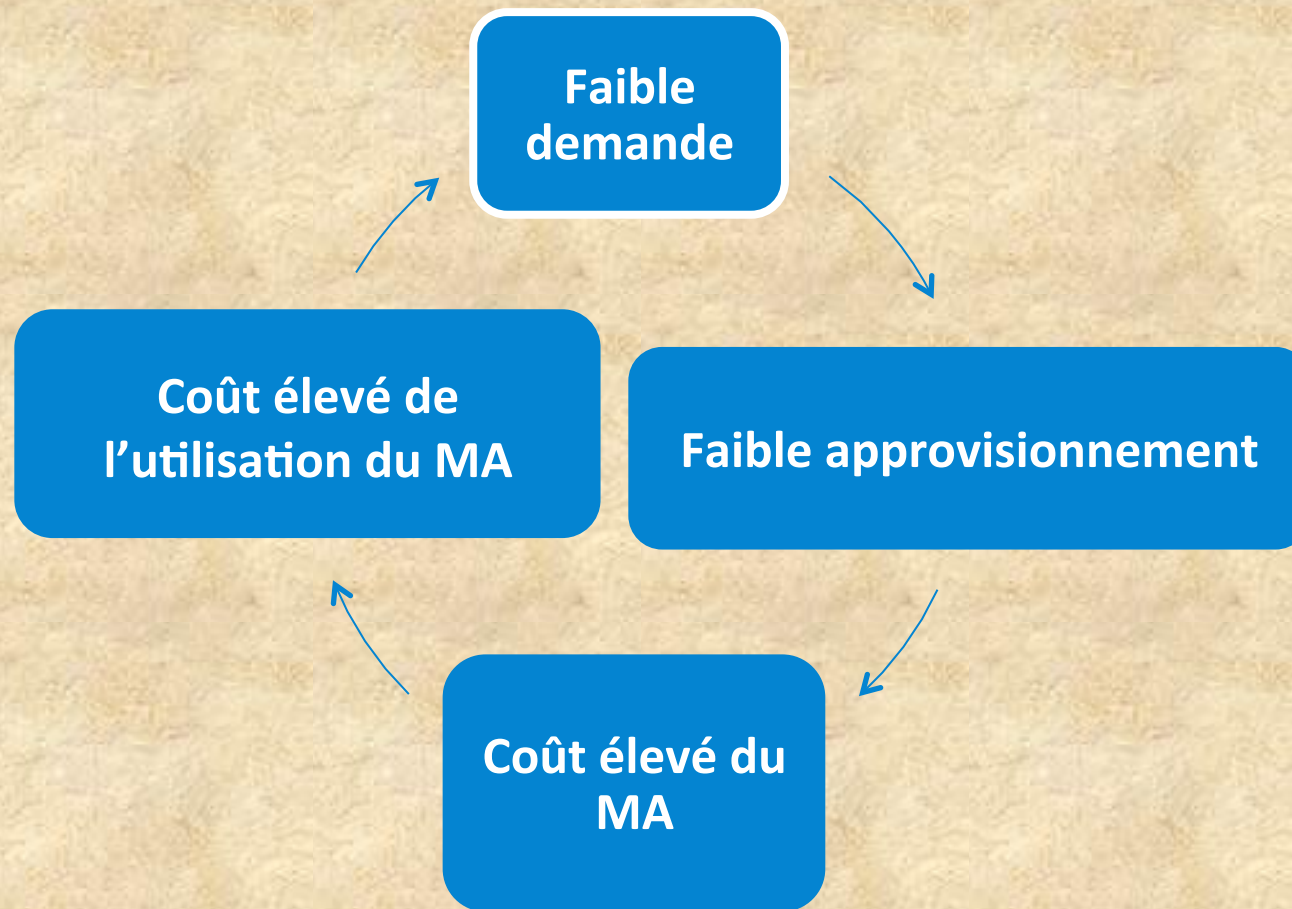 Faible
demande
Coût élevé de
l’utilisation du MA
Faible approvisionnement
Coût élevé du
MA